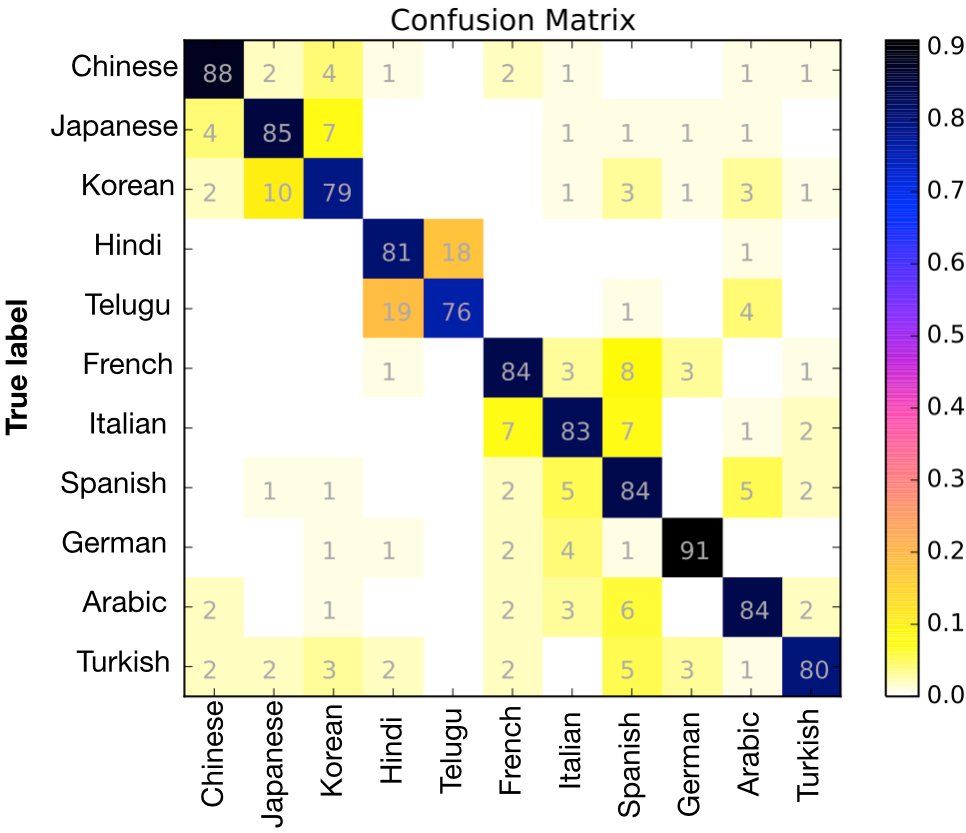 Confusion Matrix
Chinese 88 2 4 1 2 1 1 1
Japanese 4 85 7 1 1 1 1
Korean 2 10 79 1 3 1 3 1
Hindi 81 18 1
Telugu 19 76 1 4
French 1 84 3 8 3 1
Italian 7 83 7 1 2
Spanish 1 1 2 5 84 5 2
German 1 1 2 4 1 91
Arabic 2 1 2 3 6 84 2
Turkish 2 2 3 2 2 5 3 1 80
True label
Chinese Japanese Korean Hindi Telugu French Italian Spanish German Arabic Turkish
0.9
0.8
0.7
0.6
0.5
0.4
0.3
0.2
0.1
0.0